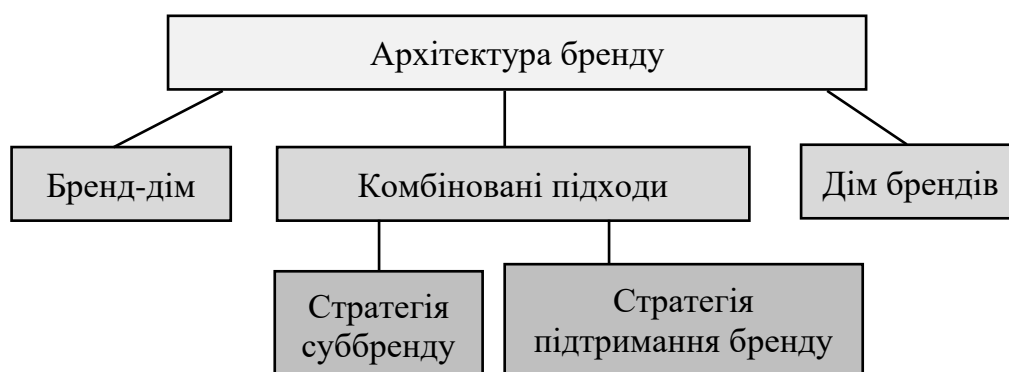 Архітектура бренду
Бренд-дім
Комбіновані підходи
Дім брендів
Стратегія
суббренду
Стратегія
підтримання бренду